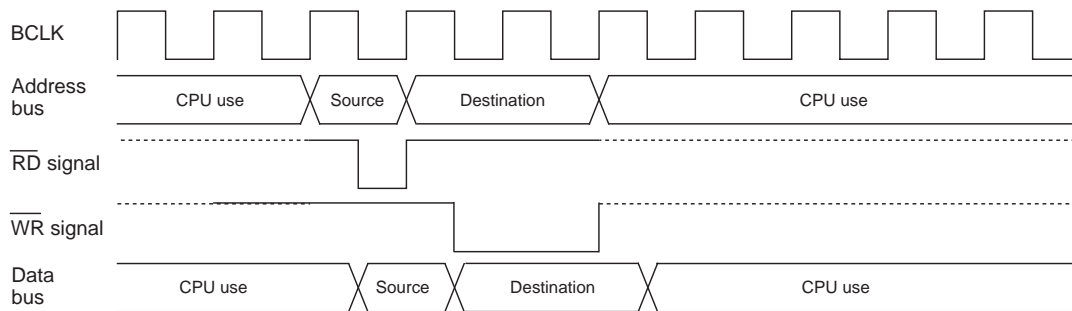 BCLK
Address
bus
CPU use
Source
Destination
CPU use
RD signal
WR signal
Data
bus
CPU use
Source
Destination
CPU use